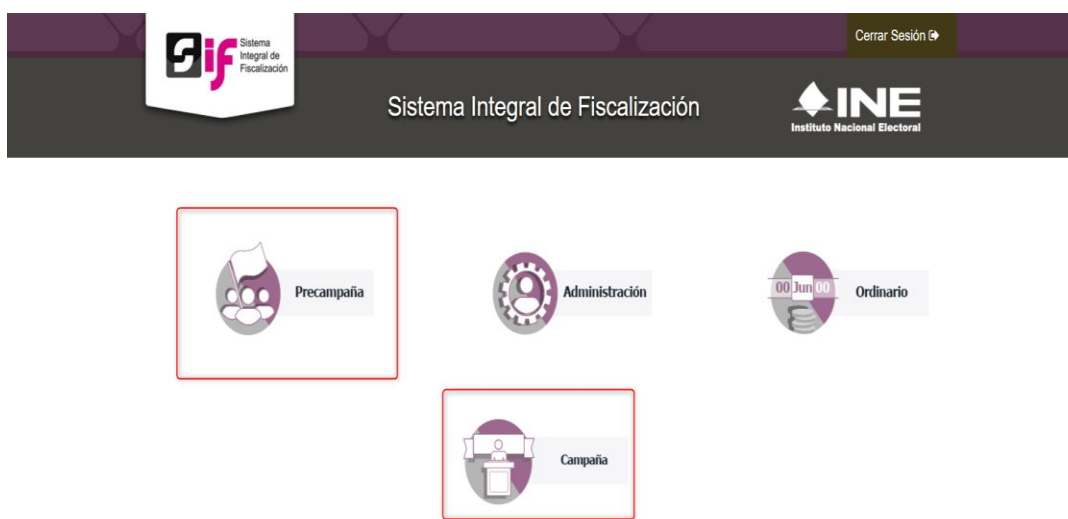 Sif Sistema
Integral de
Fiscalización
Cerrar Sesión
Sistema Integral de Fiscalización
INE
Instituto Nacional Electoral
Precampaña
Administración
00 Jun 00
Ordinario
Campaña